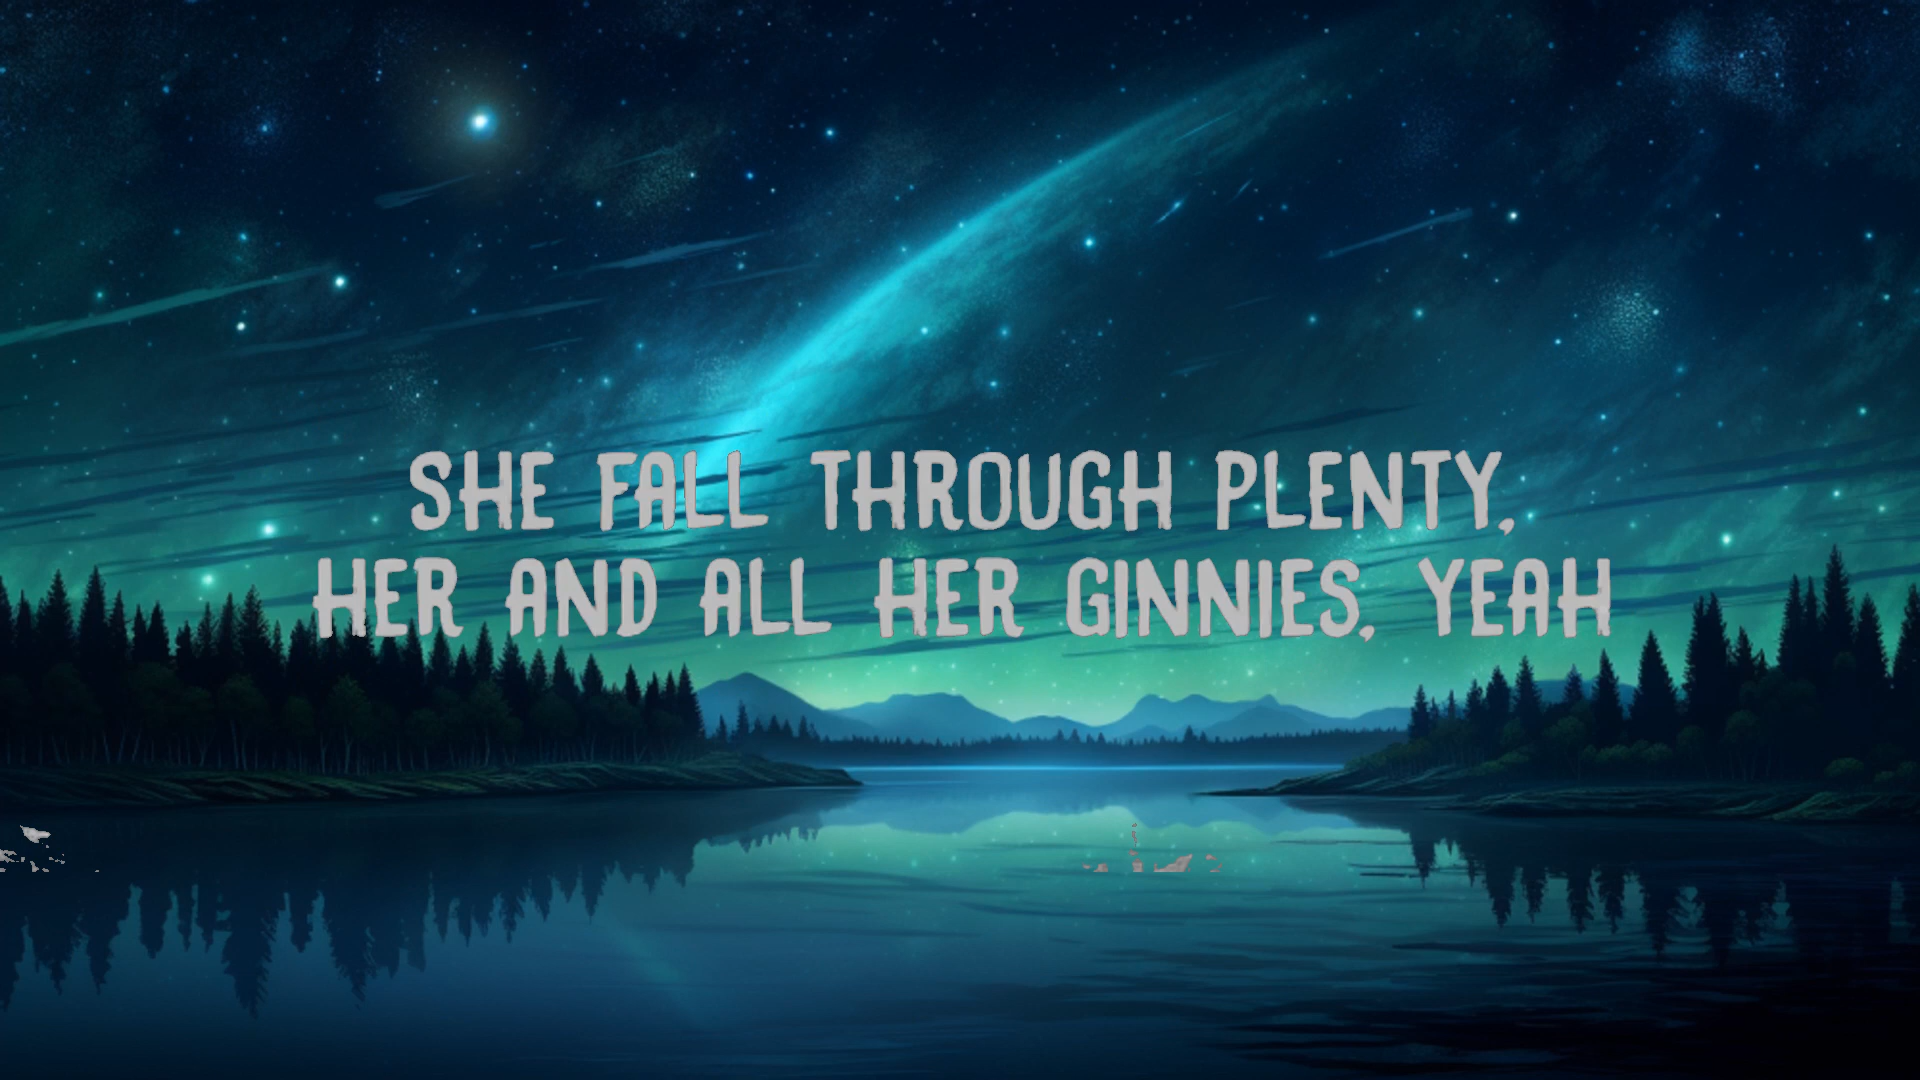 SHE FALL THROUGH PLENTY,
HER AND ALL HER GINNIES, YEAH